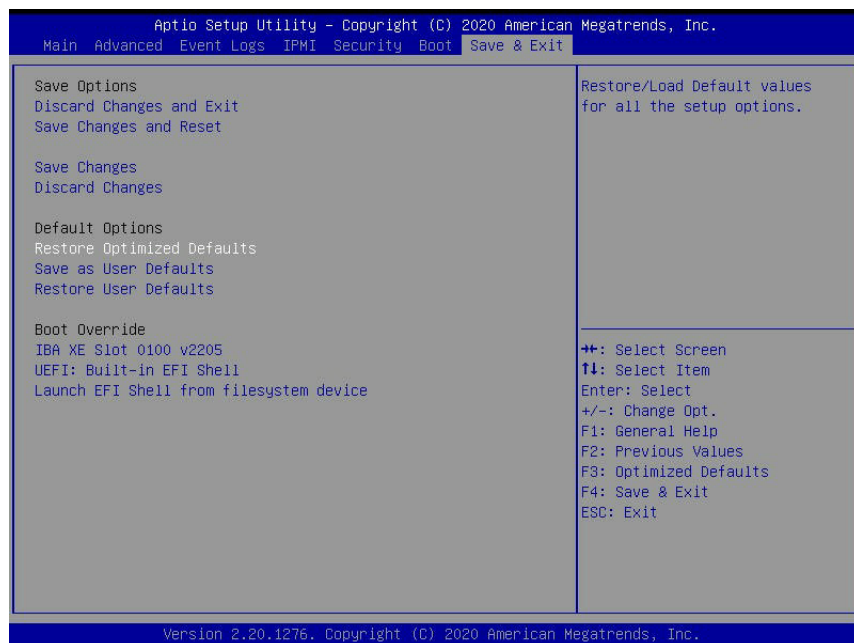 Aptio Setup Utility – Copyright (C) 2020 American Megatrends, Inc.
Main Advanced Event Logs IPMI Security Boot Save & Exit
Save Options
Discard Changes and Exit
Save Changes and Reset
Save Changes
Discard Changes
Default Options
Restore Optimized Defaults
Save as User Defaults
Restore User Defaults
Boot Override
IBA XE Slot 0100 v2205
UEFI: Built-in EFI Shell
Launch EFI Shell from filesystem device
Restore/Load Default values
for all the setup options.
→←: Select Screen
↑↓: Select Item
Enter: Select
+/-: Change Opt.
F1: General Help
F2: Previous Values
F3: Optimized Defaults
F4: Save & Exit
ESC: Exit
Version 2.20.1276. Copyright (C) 2020 American Megatrends, Inc.